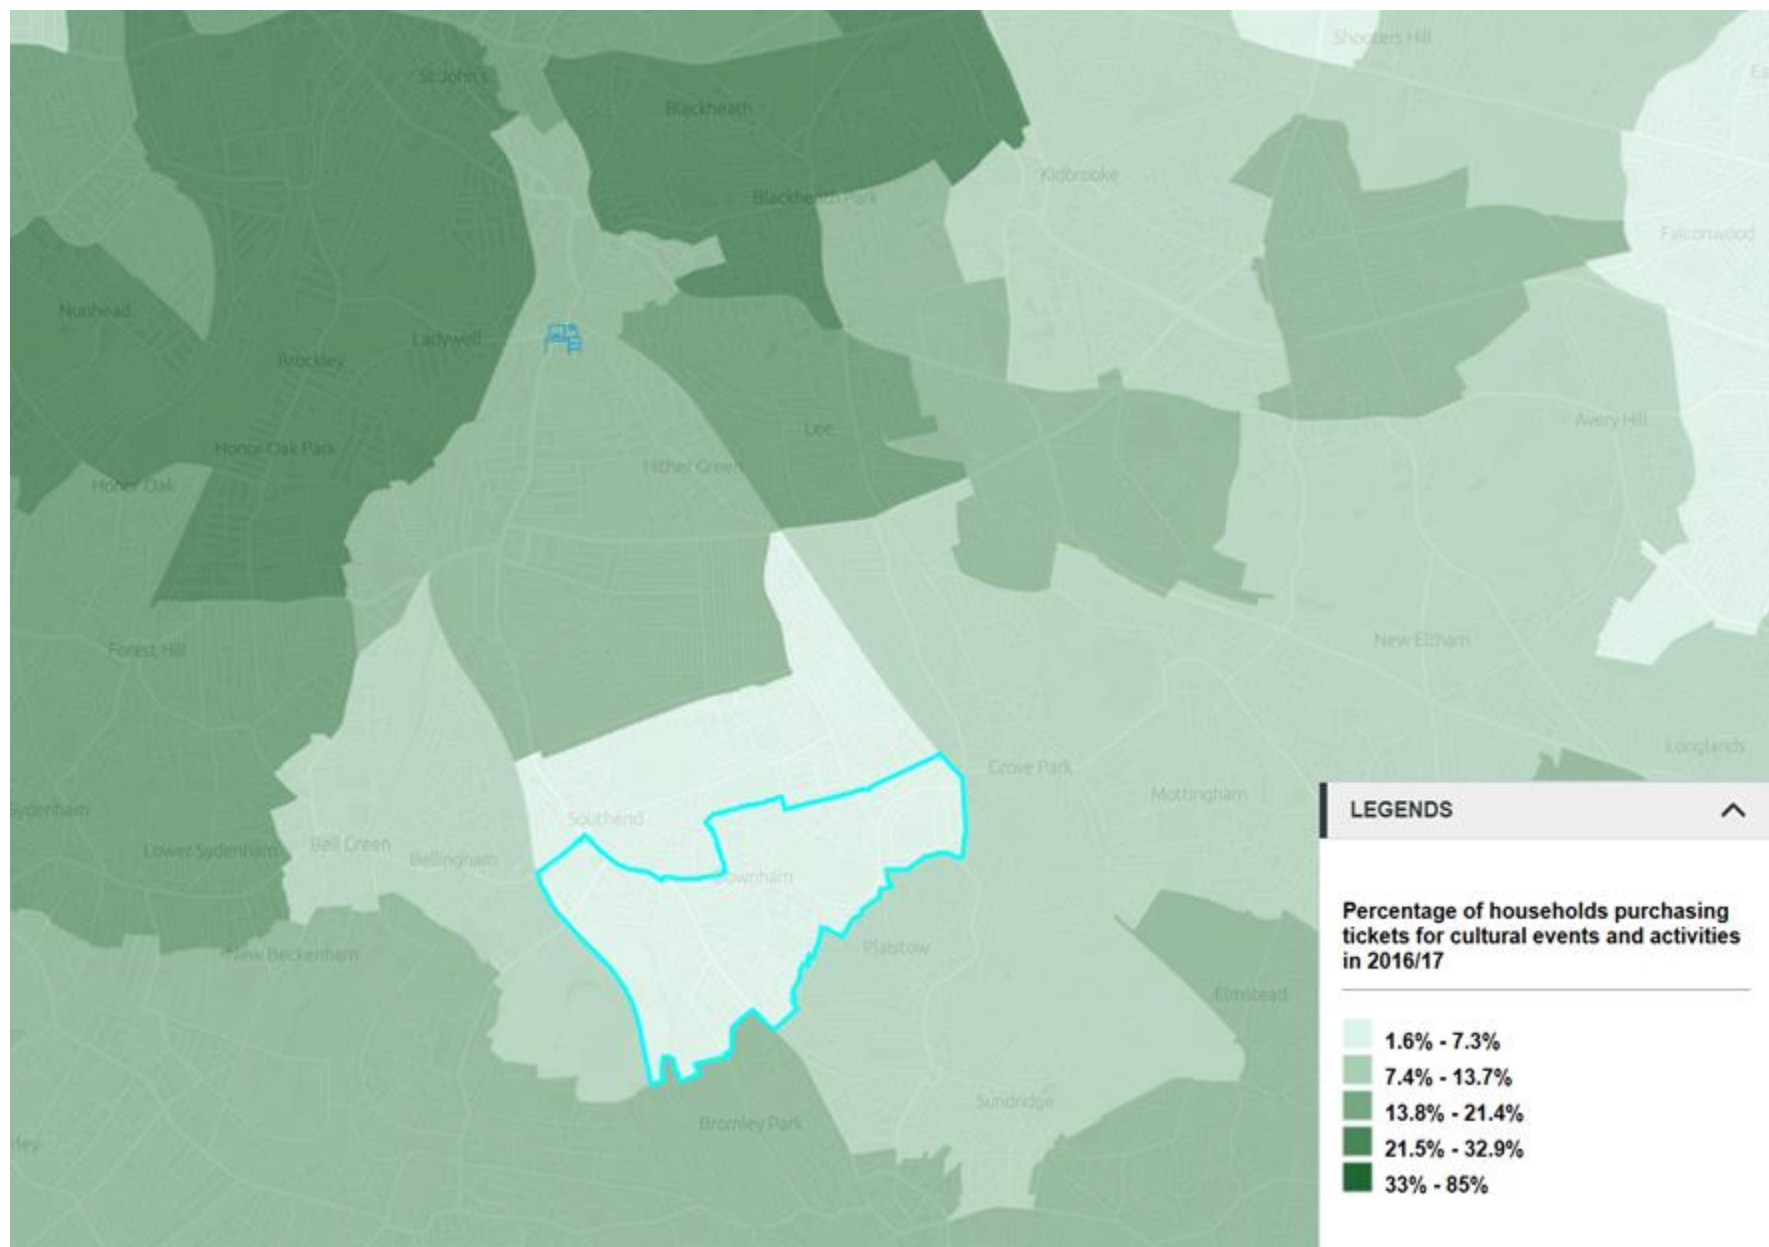 Shooters Hill
St John's
Blackheath
Kidbrooke
Blackheath Park
Falconwood
Nunhead
Ladywell
Brockley
Avery Hill
Lee
Honor Oak Park
Hither Green
Honor Oak
New Eltham
Forest Hill
Longlands
Grove Park
Mottingham
Sydenham
Southend
Bell Green
Lower Sydenham
Bellingham
Downham
Plaistow
New Beckenham
Elmstead
Sundridge
Bromley Park
LEGENDS
Percentage of households purchasing
tickets for cultural events and activities
in 2016/17
1.6% - 7.3%
7.4% - 13.7%
13.8% - 21.4%
21.5% - 32.9%
33% - 85%